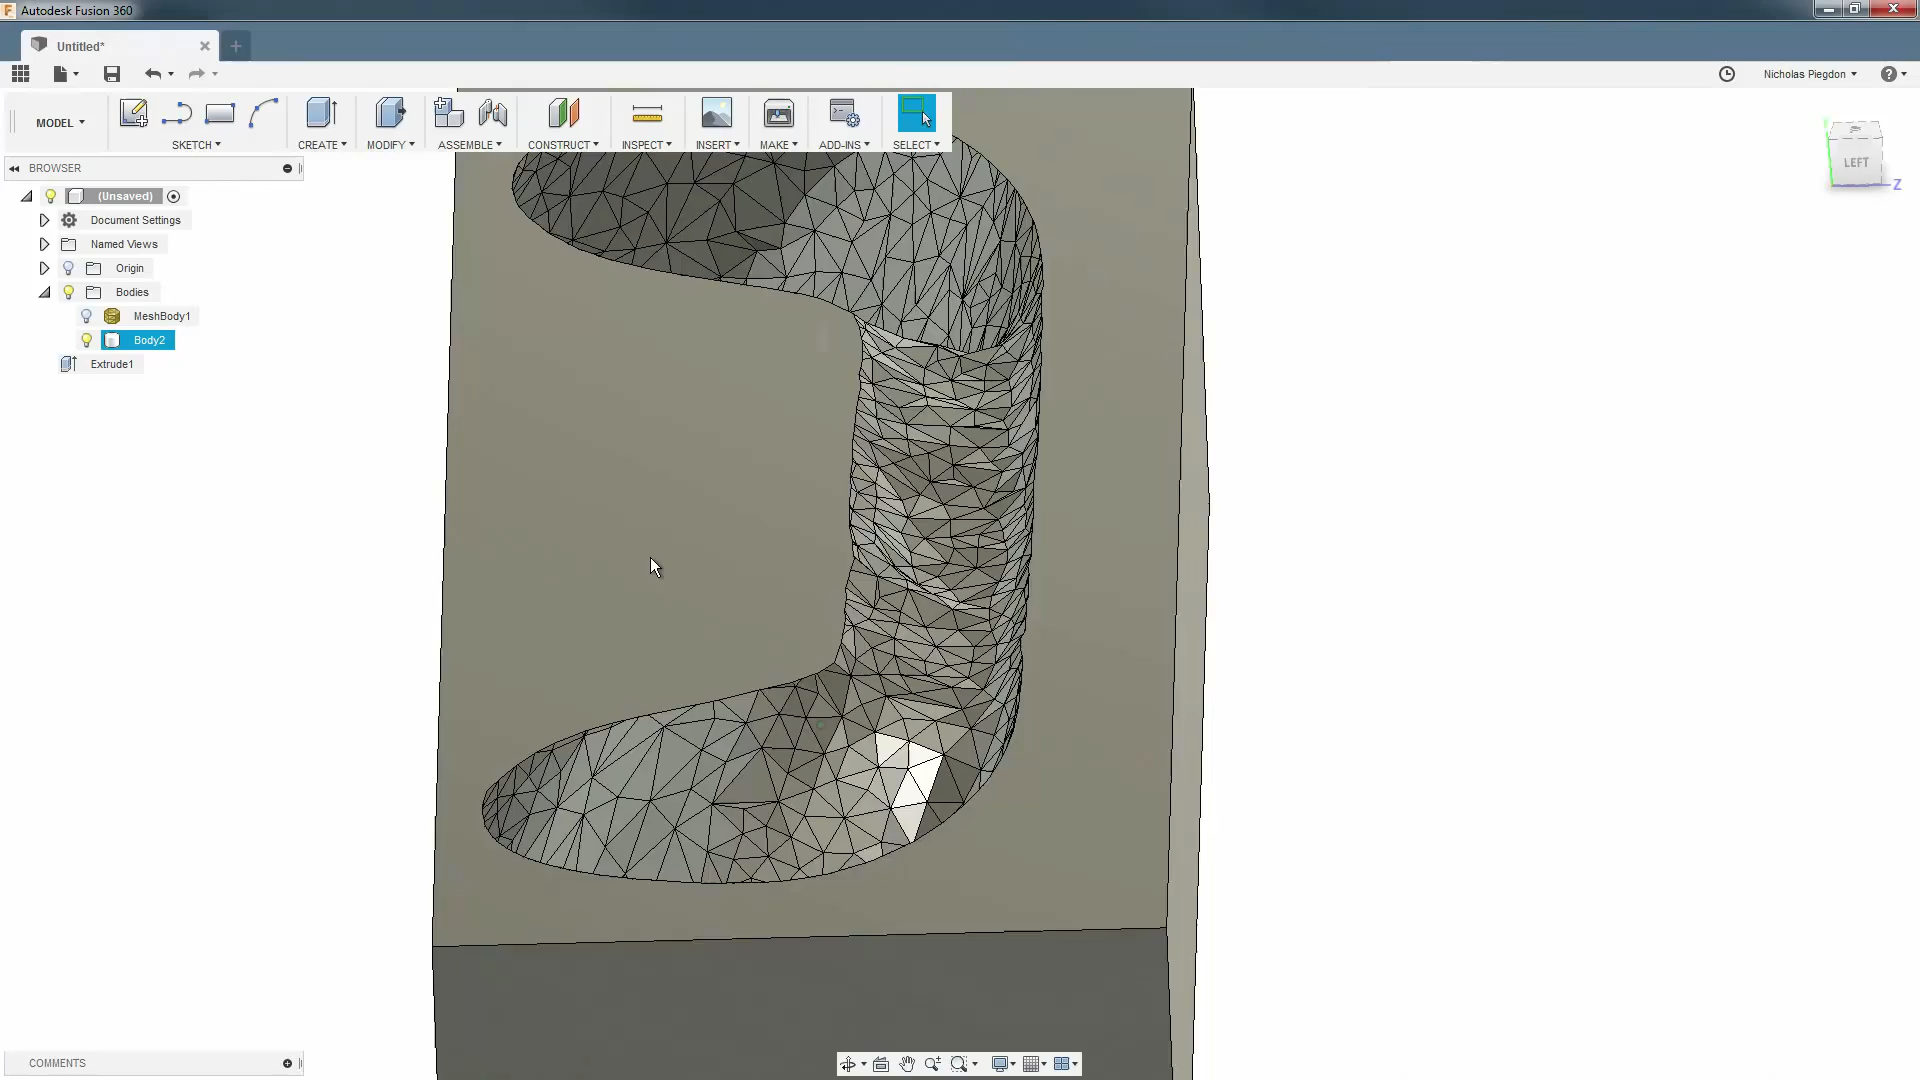 Autodesk Fusion 360
Untitled*
Nicholas Piegdon
MODEL
SKETCH
CREATE
MODIFY
ASSEMBLE
CONSTRUCT
INSPECT
INSERT
MAKE
ADD-INS
SELECT
BROWSER
(Unsaved)
Document Settings
Named Views
Origin
Bodies
MeshBody1
Body2
Extrude1
LEFT
Z
COMMENTS